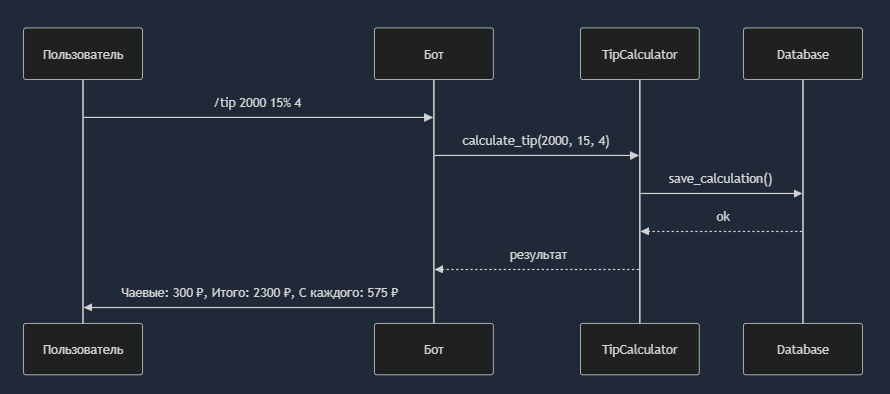 Пользователь
Бот
TipCalculator
Database
/tip 2000 15% 4
calculate_tip(2000, 15, 4)
save_calculation()
ok
результат
Чаевые: 300 ₽, Итого: 2300 ₽, С каждого: 575 ₽
Пользователь
Бот
TipCalculator
Database